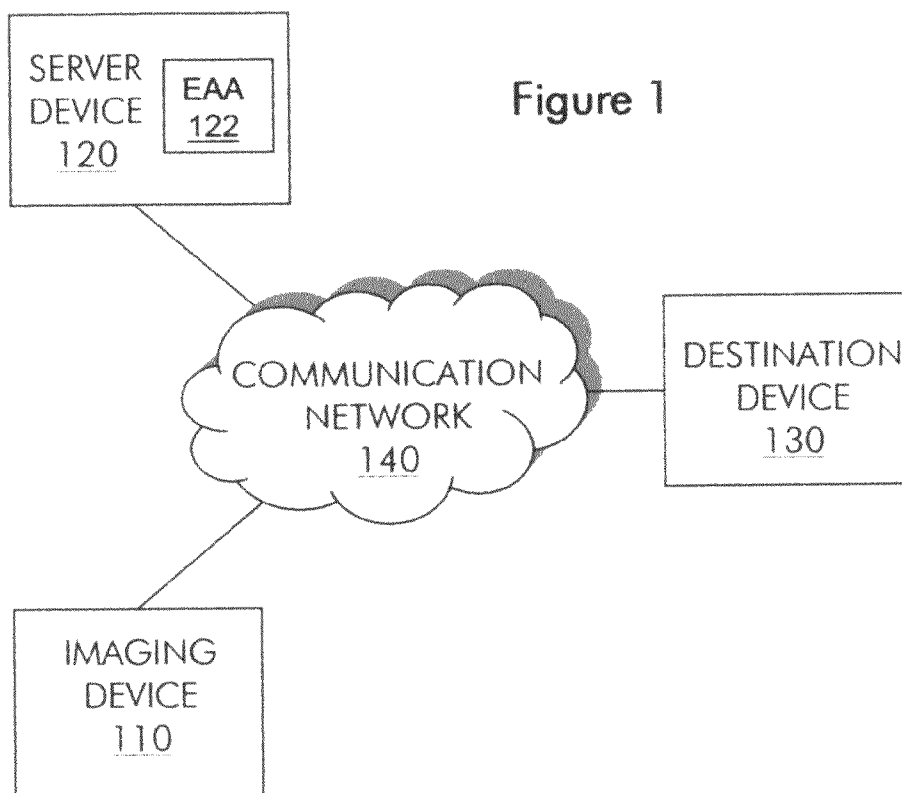 SERVER
DEVICE
120
EAA
122
Figure 1
COMMUNICATION
NETWORK
140
DESTINATION
DEVICE
130
IMAGING
DEVICE
110